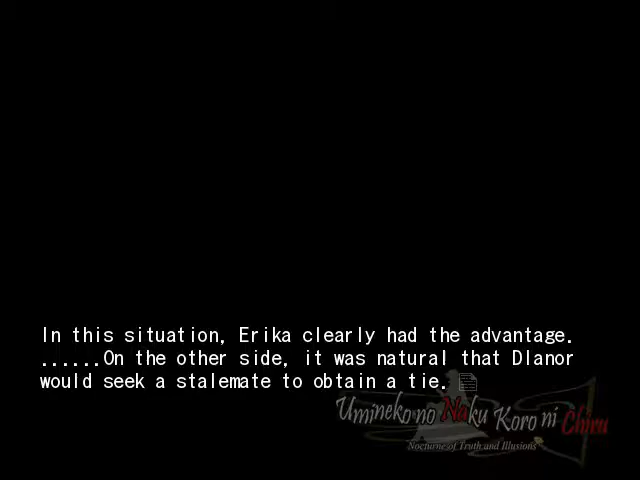 In this situation, Erika clearly had the advantage.
......On the other side, it was natural that Dlanor
would seek a stalemate to obtain a tie.
Umineko no Naku Koro ni Chiru
Nocturne of Truth and Illusions